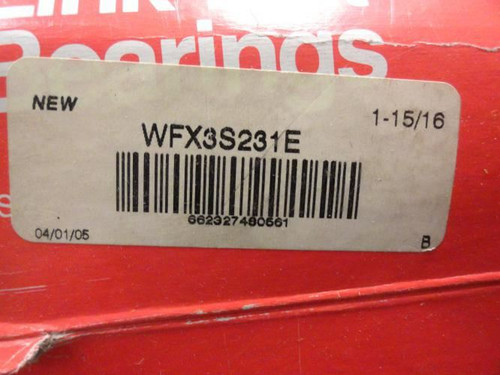 Bearings
NEW
1-15/16
WFX3S231E
662327480561
04/01/05
B